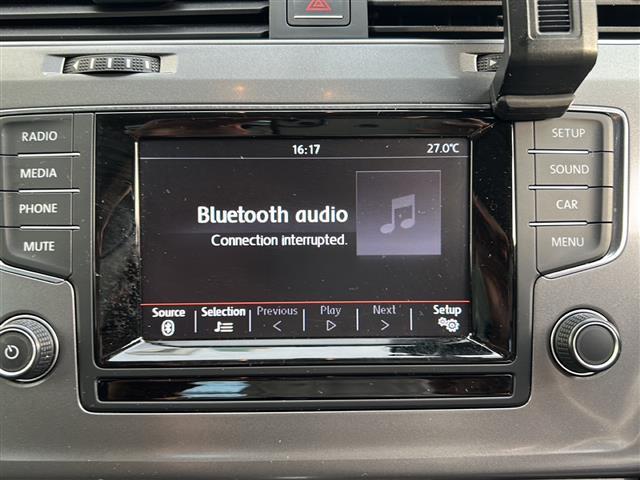 RADIO
MEDIA
PHONE
MUTE
16:17
27.0°C
Bluetooth audio
Connection interrupted.
Source
Selection
Previous
Play
Next
Setup
SETUP
SOUND
CAR
MENU